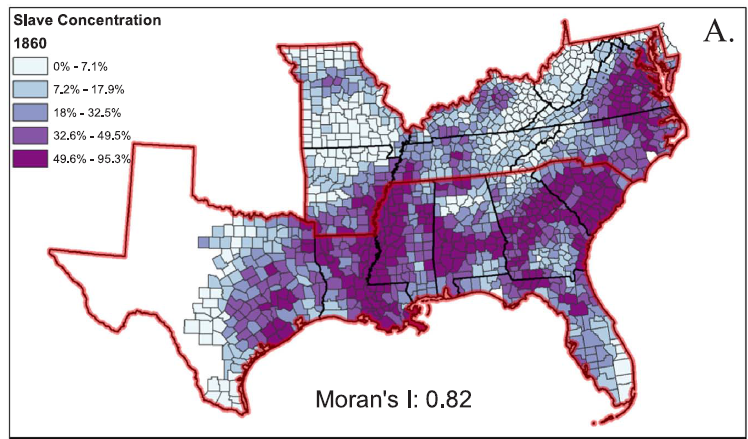 Slave Concentration
1860
0% - 7.1%
7.2% - 17.9%
18% - 32.5%
32.6% - 49.5%
49.6% - 95.3%
A.
Moran's I: 0.82